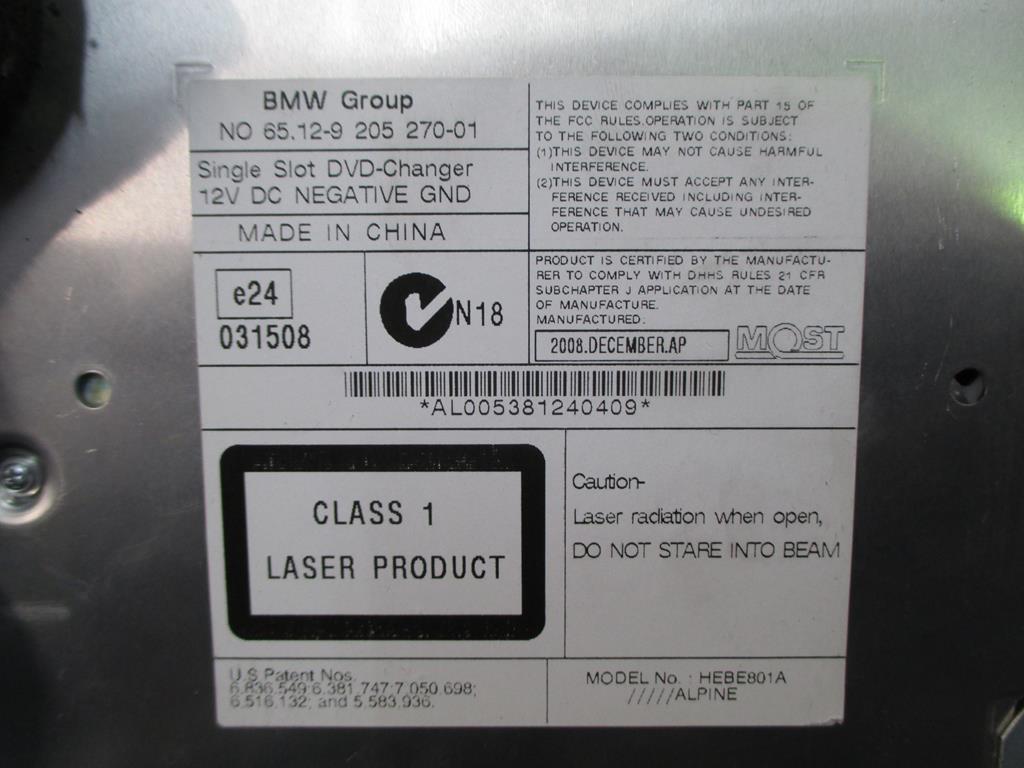 BMW Group
NO 65.12-9 205 270-01
Single Slot DVD-Changer
12V DC NEGATIVE GND
MADE IN CHINA
THIS DEVICE COMPLIES WITH PART 15 OF
THE FCC RULES.OPERATION IS SUBJECT
TO THE FOLLOWING TWO CONDITIONS:
(1)THIS DEVICE MAY NOT CAUSE HARMFUL
INTERFERENCE.
(2)THIS DEVICE MUST ACCEPT ANY INTER-
FERENCE RECEIVED INCLUDING INTER-
FERENCE THAT MAY CAUSE UNDESIRED
OPERATION.
e24
031508
N18
PRODUCT IS CERTIFIED BY THE MANUFACTU-
RER TO COMPLY WITH DHHS RULES 21 CFR
SUBCHAPTER J APPLICATION AT THE DATE
OF MANUFACTURE.
MANUFACTURED:
2008.DECEMBER.AP
MOST
*AL005381240409*
CLASS 1
LASER PRODUCT
Caution-
Laser radiation when open,
DO NOT STARE INTO BEAM
U.S.Patent Nos.
6,836,549;6,381,747;7,050,698;
6,516,132; and 5,583,936.
MODEL No. : HEBE801A
/////ALPINE